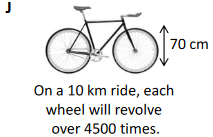 J
70 cm
On a 10 km ride, each
wheel will revolve
over 4500 times.